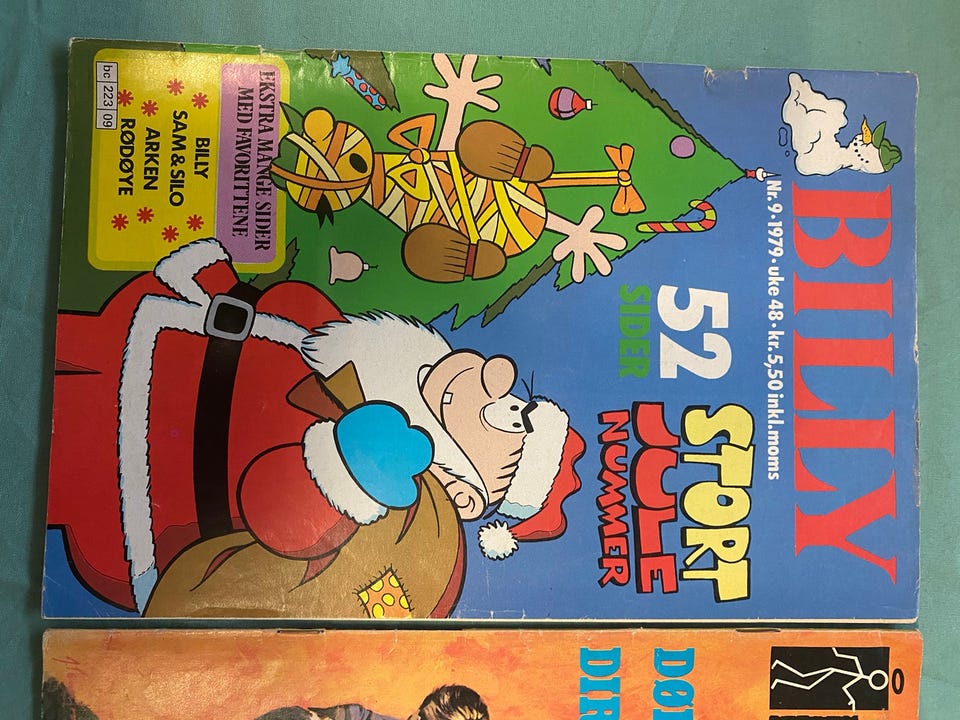 BILLY
Nr. 9 • 1979 • uke 48 • kr. 5,50 inkl. moms
52
SIDER
STORT
JULE
NUMMER
EKSTRA MANGE SIDER
MED FAVORITTENE
BILLY
SAM & SILO
ARKEN
RØDØYE
bc 223 09